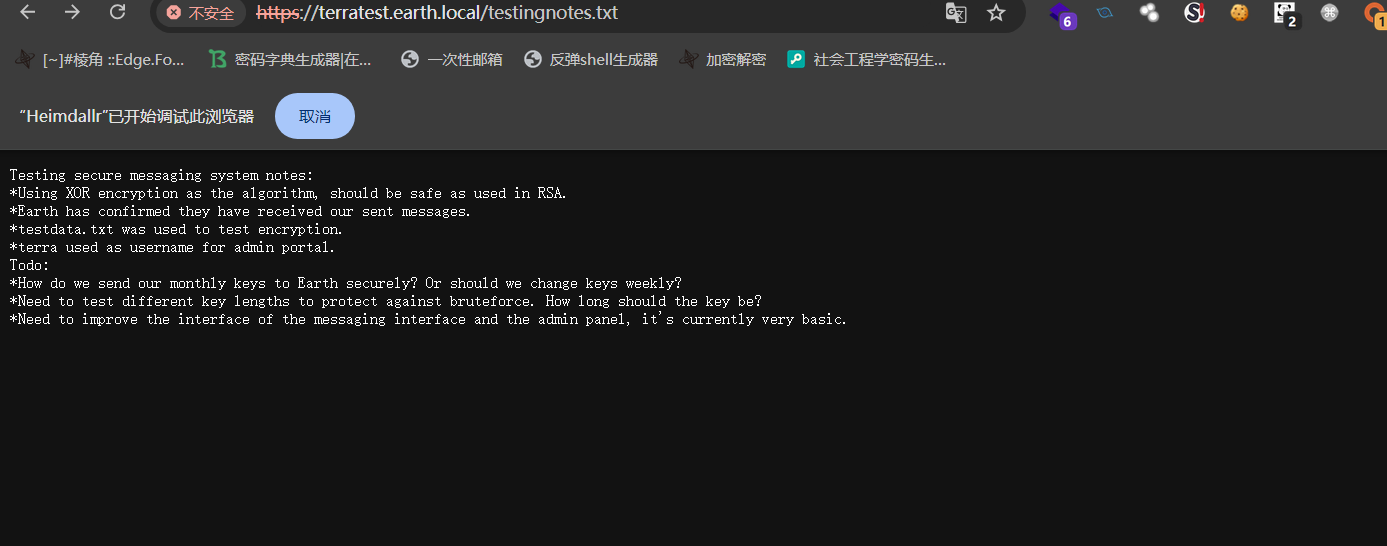 不安全 https://terratest.earth.local/testingnotes.txt 6 2 1
[~]#棱角 ::Edge.Fo... 密码字典生成器|在... 一次性邮箱 反弹shell生成器 加密解密 社会工程学密码生...
“Heimdallr”已开始调试此浏览器 取消
Testing secure messaging system notes:
*Using XOR encryption as the algorithm, should be safe as used in RSA.
*Earth has confirmed they have received our sent messages.
*testdata.txt was used to test encryption.
*terra used as username for admin portal.
Todo:
*How do we send our monthly keys to Earth securely? Or should we change keys weekly?
*Need to test different key lengths to protect against bruteforce. How long should the key be?
*Need to improve the interface of the messaging interface and the admin panel, it's currently very basic.